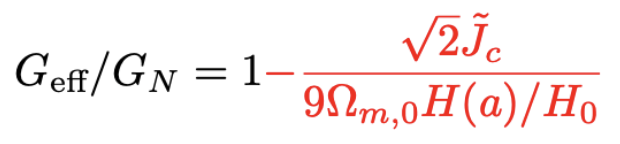 G_eff/G_N = 1 − √2 J̃_c / (9Ω_{m,0}H(a)/H_0)